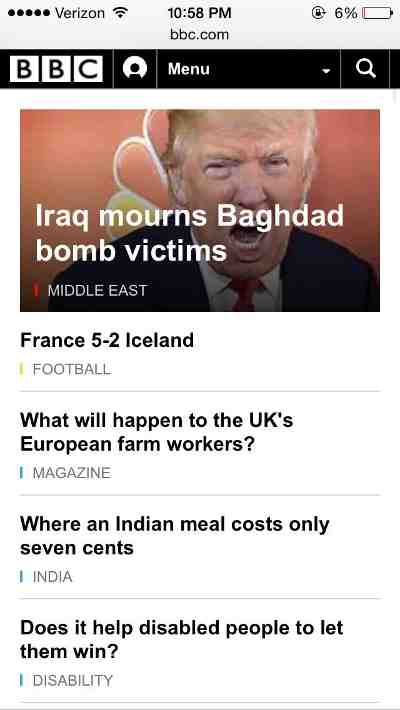 Verizon 10:58 PM 6%
bbc.com
BBC Menu
Iraq mourns Baghdad
bomb victims
MIDDLE EAST
France 5-2 Iceland
FOOTBALL
What will happen to the UK's
European farm workers?
MAGAZINE
Where an Indian meal costs only
seven cents
INDIA
Does it help disabled people to let
them win?
DISABILITY